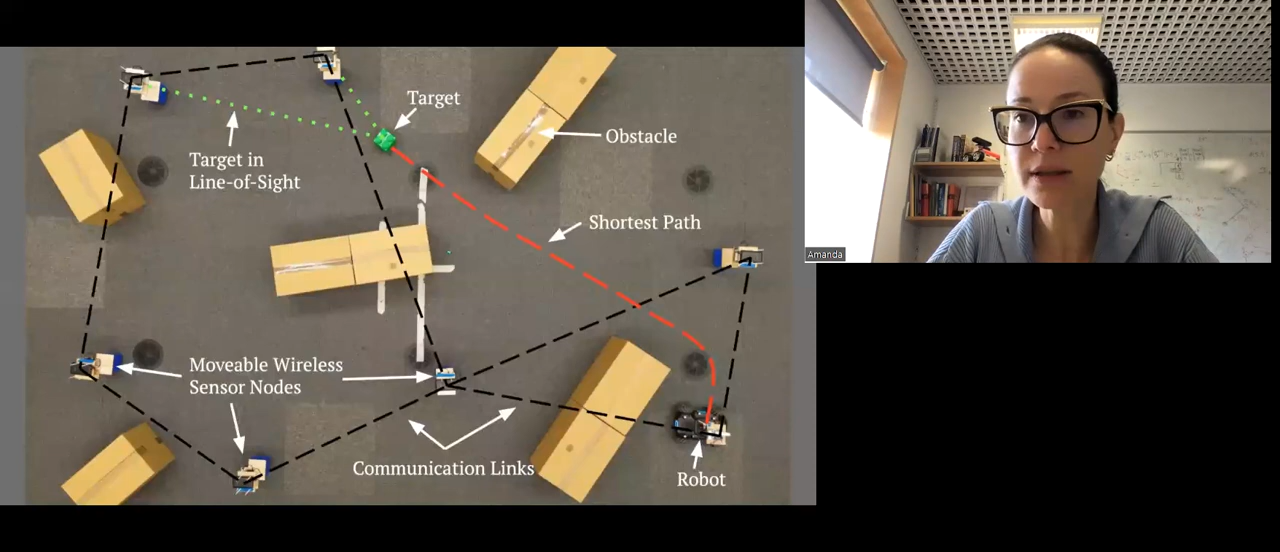 Target
Obstacle
Target in
Line-of-Sight
Shortest Path
Moveable Wireless
Sensor Nodes
Communication Links
Robot
Amanda